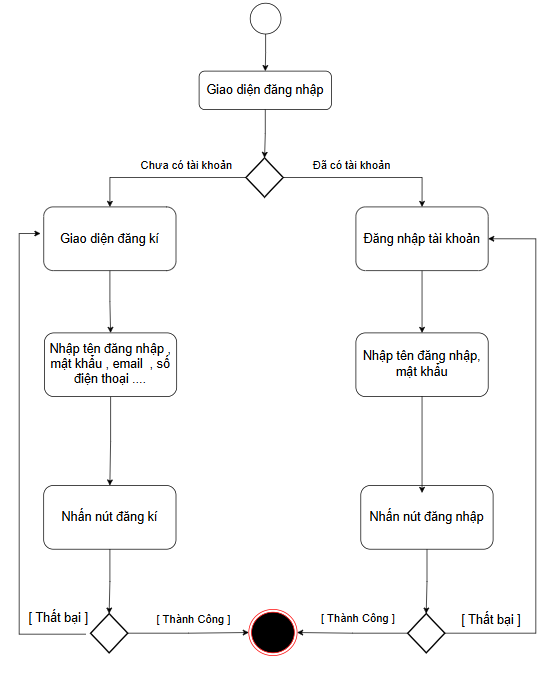 Giao diện đăng nhập
Chưa có tài khoản
Đã có tài khoản
Giao diện đăng kí
Đăng nhập tài khoản
Nhập tên đăng nhập ,
mật khẩu , email , số
điện thoại ....
Nhập tên đăng nhập,
mật khẩu
Nhấn nút đăng kí
Nhấn nút đăng nhập
[ Thất bại ]
[ Thành Công ]
[ Thành Công ]
[ Thất bại ]